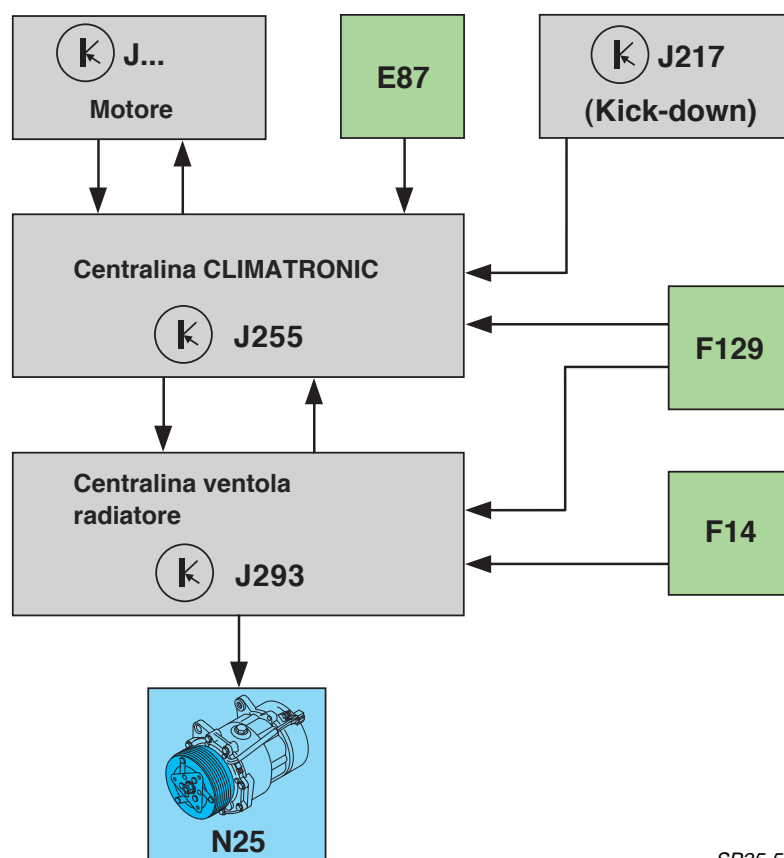 J...
Motore
E87
J217
(Kick-down)
Centralina CLIMATRONIC
J255
F129
Centralina ventola
radiatore
J293
F14
N25